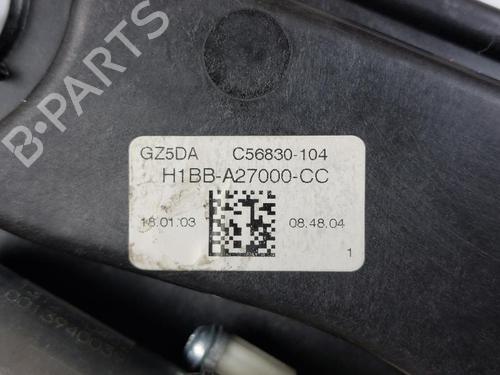 B-PARTS
GZ5DA C56830-104
H1BB-A27000-CC
18.01.03 08.48.04
1